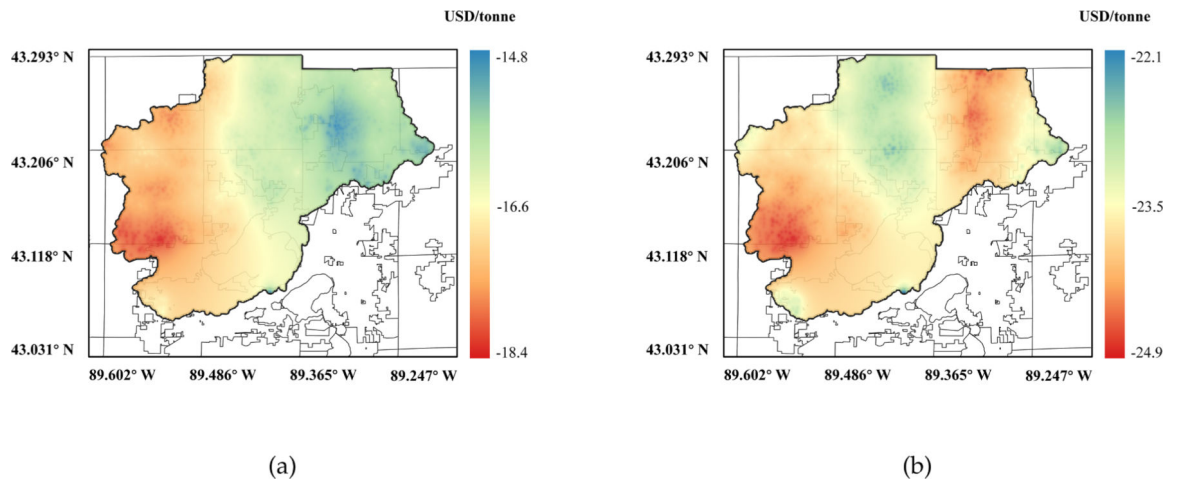 USD/tonne
43.293° N
43.206° N
43.118° N
43.031° N
89.602° W 89.486° W 89.365° W 89.247° W
-14.8
-16.6
-18.4
(a)
USD/tonne
43.293° N
43.206° N
43.118° N
43.031° N
89.602° W 89.486° W 89.365° W 89.247° W
-22.1
-23.5
-24.9
(b)